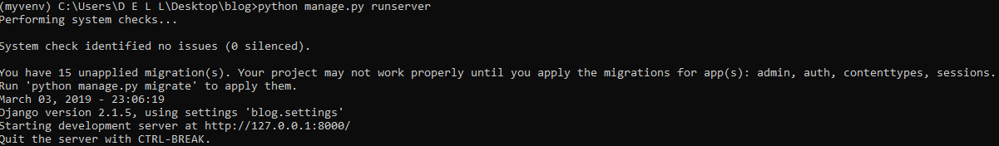 (myvenv) C:\Users\D E L L\Desktop\blog>python manage.py runserver
Performing system checks...
System check identified no issues (0 silenced).
You have 15 unapplied migration(s). Your project may not work properly until you apply the migrations for app(s): admin, auth, contenttypes, sessions.
Run 'python manage.py migrate' to apply them.
March 03, 2019 - 23:06:19
Django version 2.1.5, using settings 'blog.settings'
Starting development server at http://127.0.0.1:8000/
Quit the server with CTRL-BREAK.